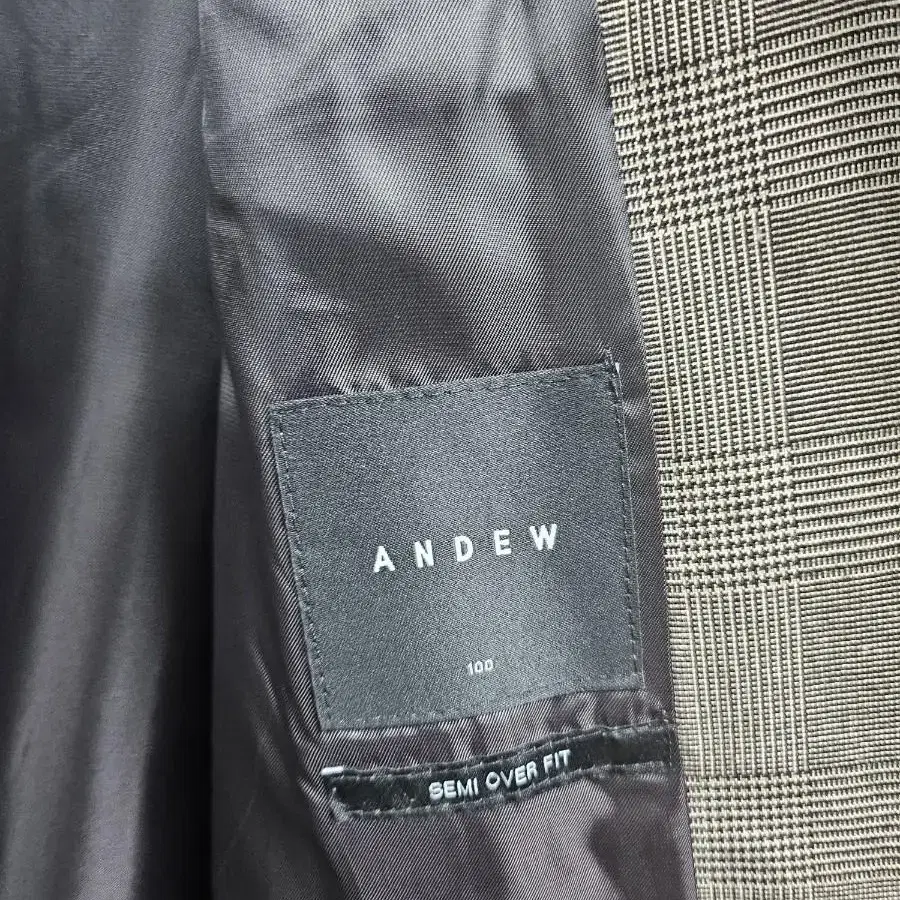 ANDEW
100
SEMI OVER FIT